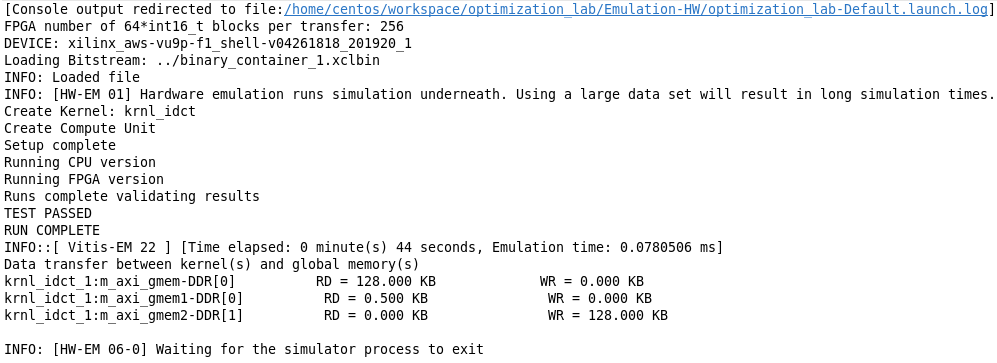 [Console output redirected to file:/home/centos/workspace/optimization_lab/Emulation-HW/optimization_lab-Default.launch.log]
FPGA number of 64*int16_t blocks per transfer: 256
DEVICE: xilinx_aws-vu9p-f1_shell-v04261818_201920_1
Loading Bitstream: ../binary_container_1.xclbin
INFO: Loaded file
INFO: [HW-EM 01] Hardware emulation runs simulation underneath. Using a large data set will result in long simulation times.
Create Kernel: krnl_idct
Create Compute Unit
Setup complete
Running CPU version
Running FPGA version
Runs complete validating results
TEST PASSED
RUN COMPLETE
INFO::[ Vitis-EM 22 ] [Time elapsed: 0 minute(s) 44 seconds, Emulation time: 0.0780506 ms]
Data transfer between kernel(s) and global memory(s)
krnl_idct_1:m_axi_gmem-DDR[0]          RD = 128.000 KB             WR = 0.000 KB
krnl_idct_1:m_axi_gmem1-DDR[0]          RD = 0.500 KB               WR = 0.000 KB
krnl_idct_1:m_axi_gmem2-DDR[1]          RD = 0.000 KB               WR = 128.000 KB
INFO: [HW-EM 06-0] Waiting for the simulator process to exit